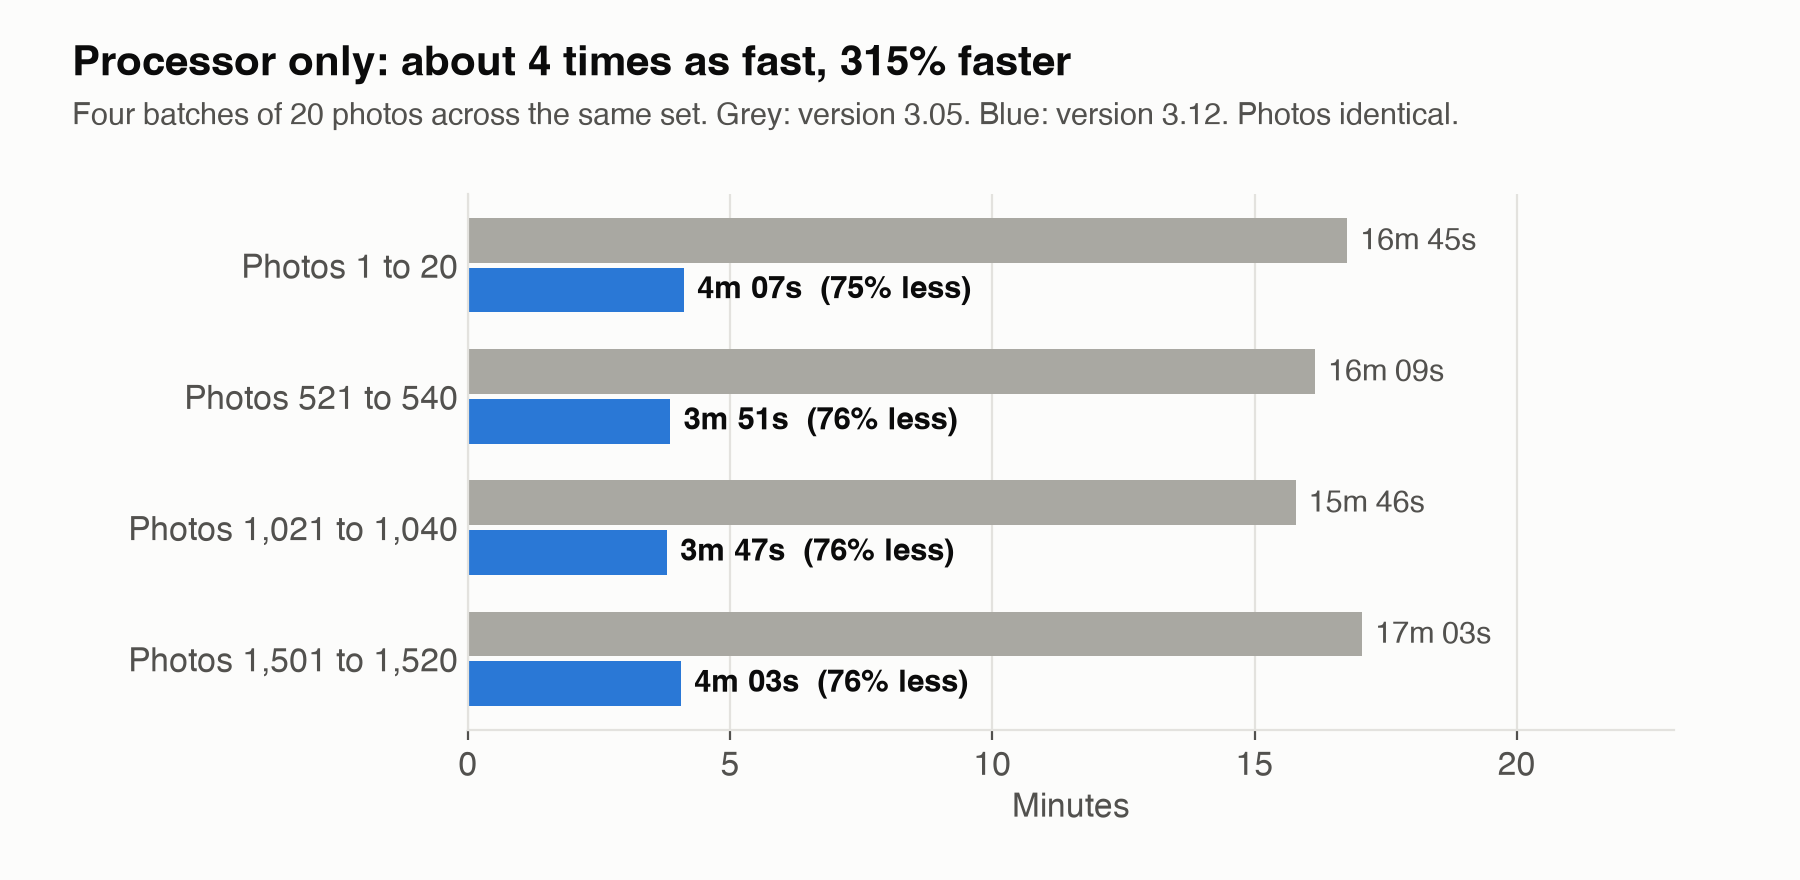 Processor only: about 4 times as fast, 315% faster
Four batches of 20 photos across the same set. Grey: version 3.05. Blue: version 3.12. Photos identical.
Photos 1 to 20
16m 45s
4m 07s (75% less)
Photos 521 to 540
16m 09s
3m 51s (76% less)
Photos 1,021 to 1,040
15m 46s
3m 47s (76% less)
Photos 1,501 to 1,520
17m 03s
4m 03s (76% less)
0 5 10 15 20
Minutes